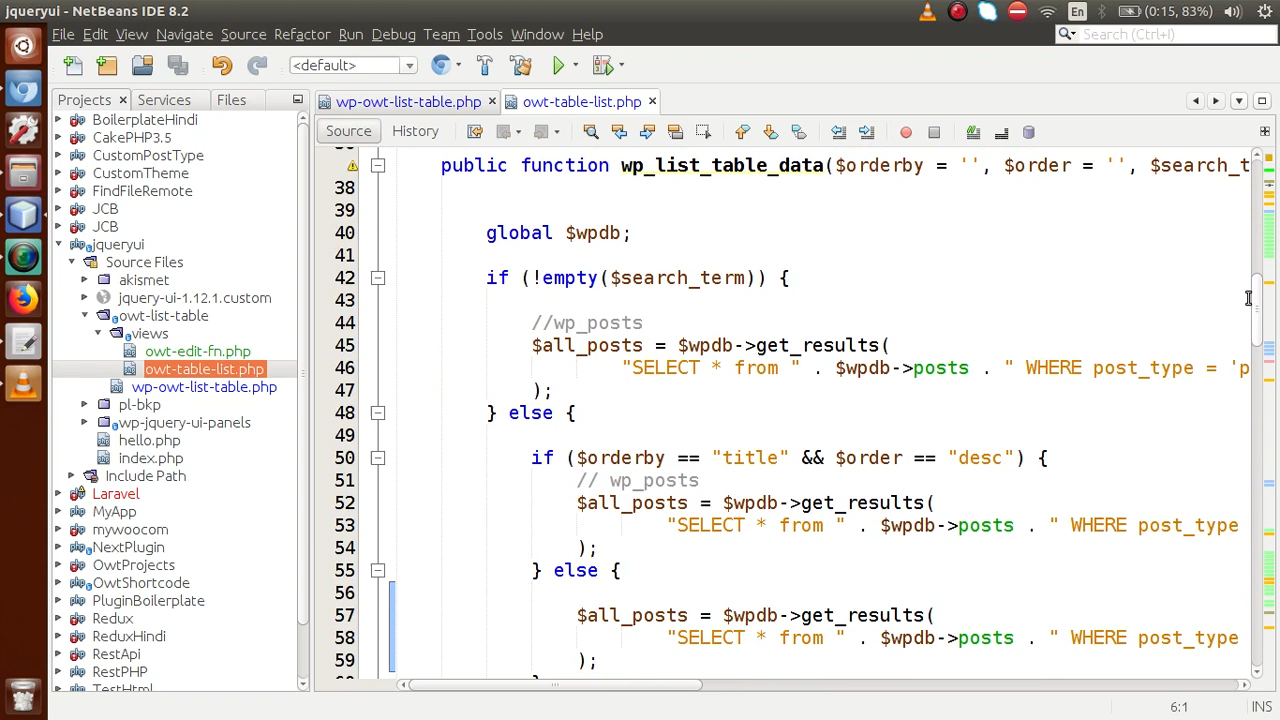 jqueryui - NetBeans IDE 8.2
En
(0:15, 83%)
File Edit View Navigate Source Refactor Run Debug Team Tools Window Help
Search (Ctrl+I)
<default>
Projects
Services
Files
wp-owt-list-table.php
owt-table-list.php
Source
History
BoilerplateHindi
CakePHP3.5
CustomPostType
CustomTheme
FindFileRemote
JCB
JCB
jqueryui
Source Files
akismet
jquery-ui-1.12.1.custom
owt-list-table
views
owt-edit-fn.php
owt-table-list.php
wp-owt-list-table.php
pl-bkp
wp-jquery-ui-panels
hello.php
index.php
Include Path
Laravel
MyApp
mywoocom
NextPlugin
OwtProjects
OwtShortcode
PluginBoilerplate
Redux
ReduxHindi
RestApi
RestPHP
TestHtml
public function wp_list_table_data($orderby = '', $order = '', $search_t
38
39
40 global $wpdb;
41
42 if (!empty($search_term)) {
43
44 //wp_posts
45 $all_posts = $wpdb->get_results(
46 "SELECT * from " . $wpdb->posts . " WHERE post_type = 'p
47 );
48 } else {
49
50 if ($orderby == "title" && $order == "desc") {
51 // wp_posts
52 $all_posts = $wpdb->get_results(
53 "SELECT * from " . $wpdb->posts . " WHERE post_type
54 );
55 } else {
56
57 $all_posts = $wpdb->get_results(
58 "SELECT * from " . $wpdb->posts . " WHERE post_type
59 );
6:1
INS